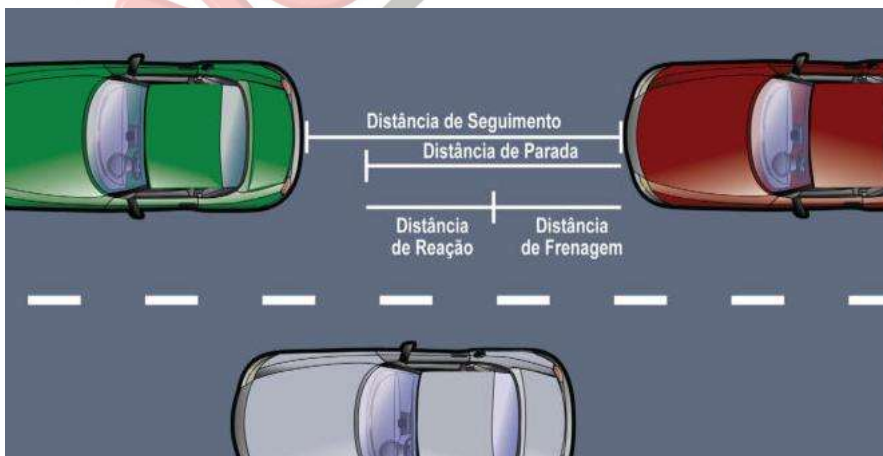 Distância de Seguimento
Distância de Parada
Distância
de Reação
Distância
de Frenagem